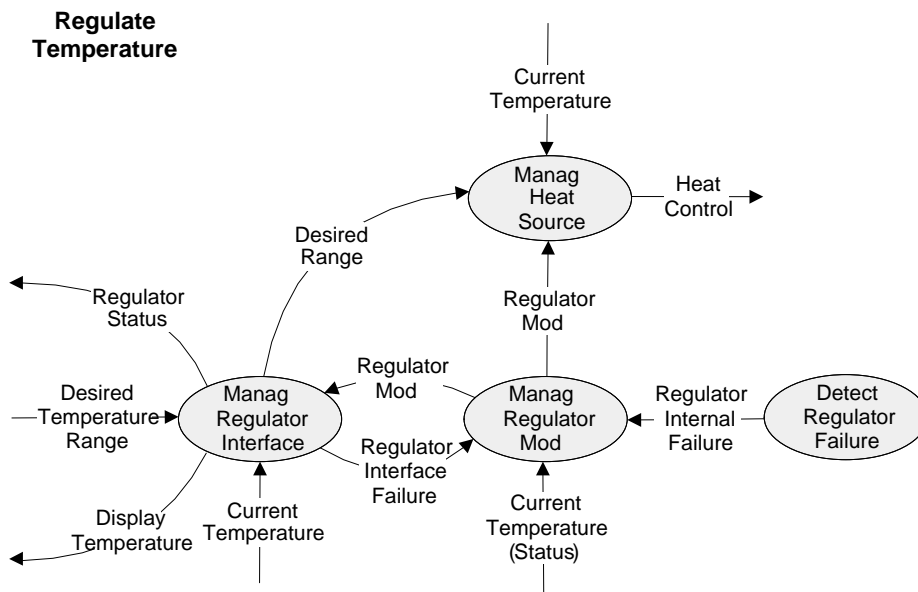 Regulate
Temperature
Current
Temperature
Manag
Heat
Source
Heat
Control
Desired
Range
Regulator
Status
Regulator
Mod
Regulator
Mod
Desired
Temperature
Range
Manag
Regulator
Interface
Manag
Regulator
Mod
Regulator
Internal
Failure
Detect
Regulator
Failure
Regulator
Interface
Failure
Display
Temperature
Current
Temperature
Current
Temperature
(Status)